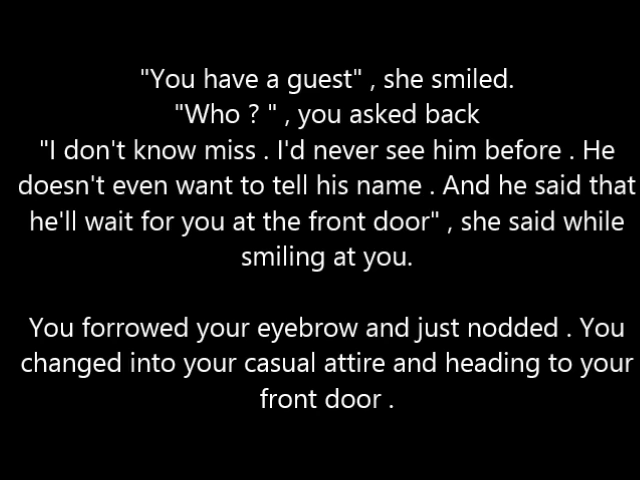 "You have a guest" , she smiled.
"Who ? " , you asked back
"I don't know miss . I'd never see him before . He
doesn't even want to tell his name . And he said that
he'll wait for you at the front door" , she said while
smiling at you.
You forrowed your eyebrow and just nodded . You
changed into your casual attire and heading to your
front door .